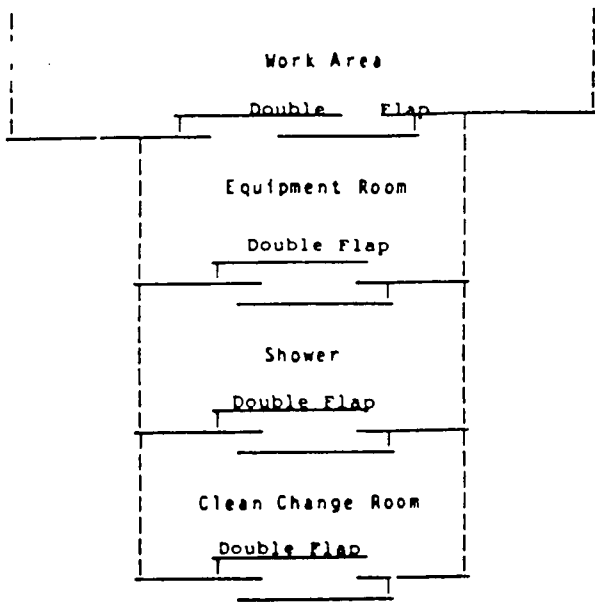 Work Area
Double Flap
Equipment Room
Double Flap
Shower
Double Flap
Clean Change Room
Double Flap